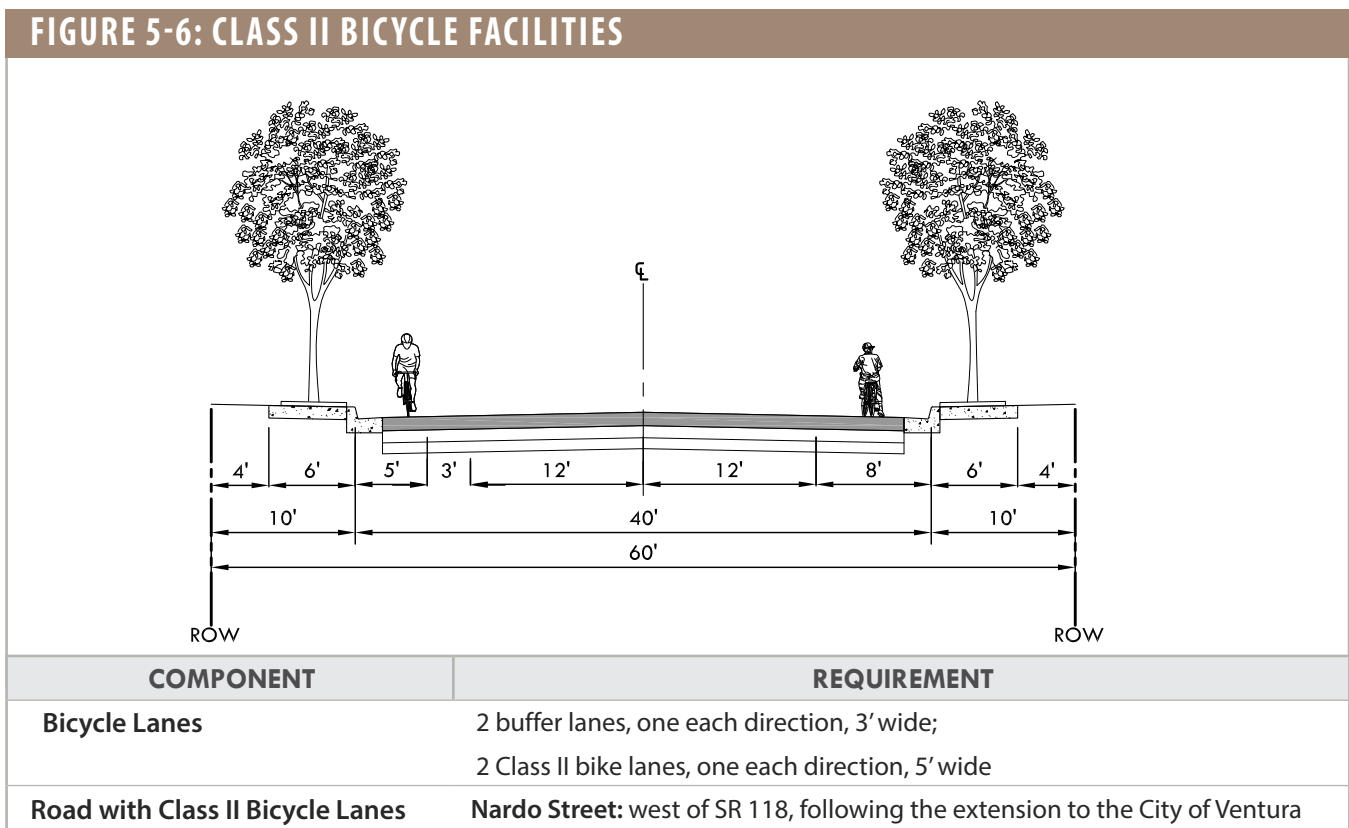 FIGURE 5-6: CLASS II BICYCLE FACILITIES
℄
4' 6' 5' 3' 12' 12' 8' 6' 4'
10' 40' 10'
60'
ROW ROW
COMPONENT REQUIREMENT
Bicycle Lanes 2 buffer lanes, one each direction, 3' wide;
2 Class II bike lanes, one each direction, 5' wide
Road with Class II Bicycle Lanes Nardo Street: west of SR 118, following the extension to the City of Ventura